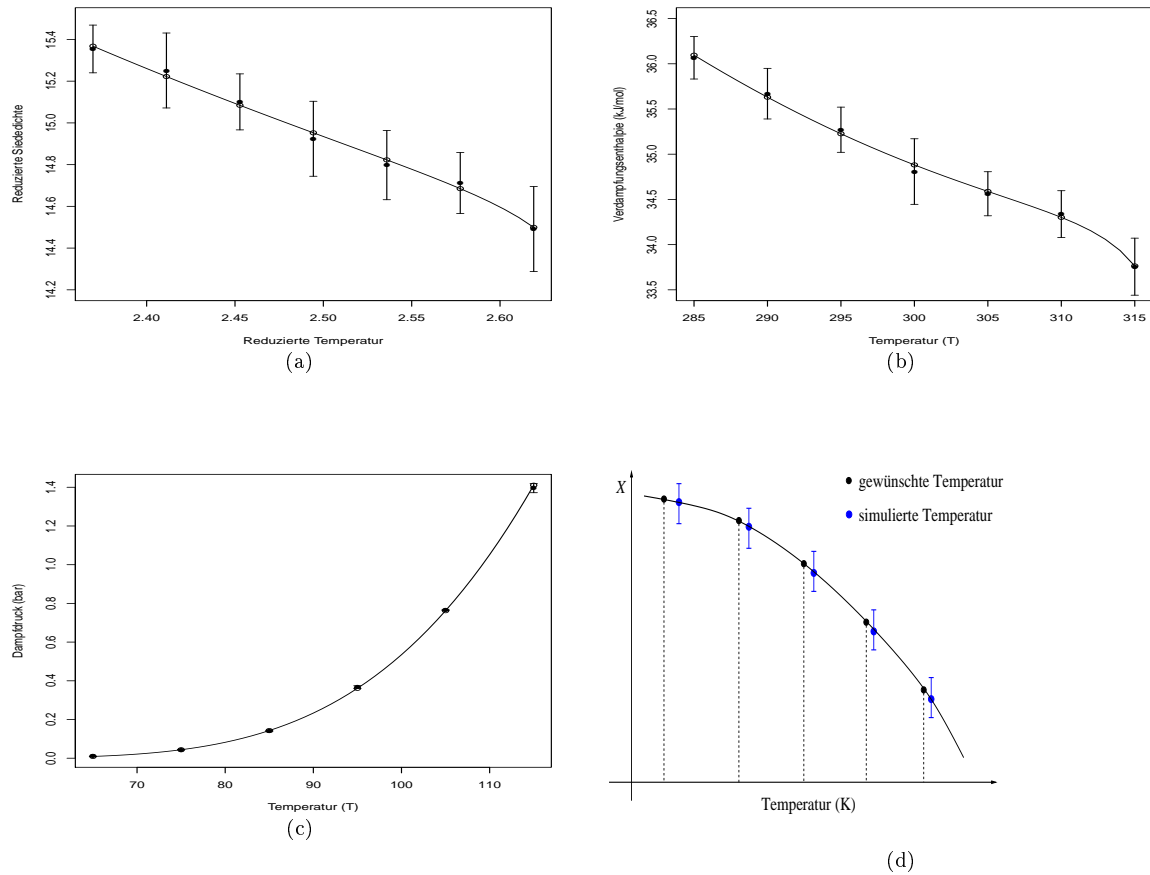 15.4
15.2
15.0
14.8
14.6
14.4
14.2
Reduzierte Siededichte
2.40 2.45 2.50 2.55 2.60
Reduzierte Temperatur
(a)
36.5
36.0
35.5
35.0
34.5
34.0
33.5
Verdampfungsenthalpie (kJ/mol)
285 290 295 300 305 310 315
Temperatur (T)
(b)
1.4
1.2
1.0
0.8
0.6
0.4
0.2
0.0
Dampfdruck (bar)
70 80 90 100 110
Temperatur (T)
(c)
X
gewünschte Temperatur
simulierte Temperatur
Temperatur (K)
(d)